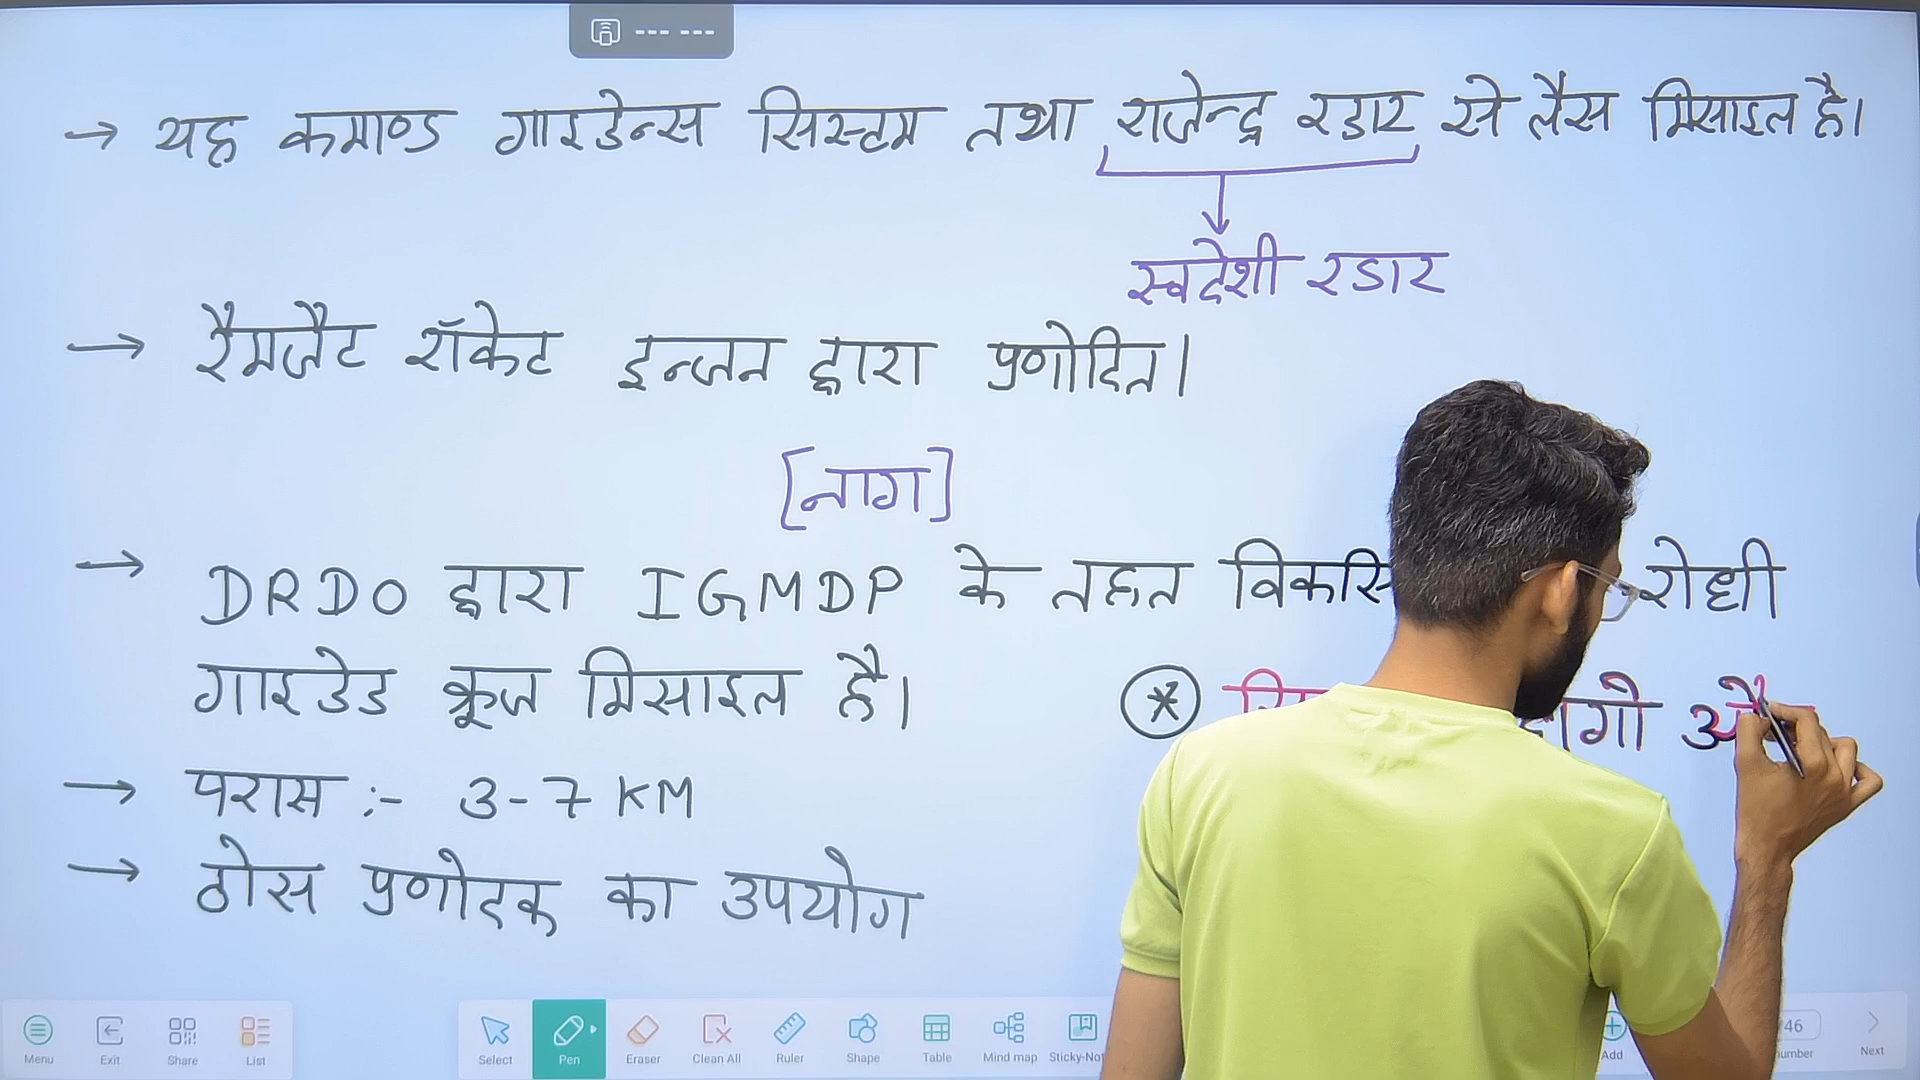 → यह कमाण्ड गाइडेन्स सिस्टम तथा राजेन्द्र रडार से लैस मिसाइल है।
स्वदेशी रडार
→ रैमजैट रॉकेट इन्जन द्वारा प्रणोदित।
[नाग]
→ DRDO द्वारा IGMDP के तहत
गाइडेड क्रूज मिसाइल है।
→ परास :- 3-7 KM
→ ठोस प्रणोदक का उपयोग
Menu
Exit
Share
List
Select
Pen
Eraser
Clean All
Ruler
Shape
Table
Mind map
Add
Next